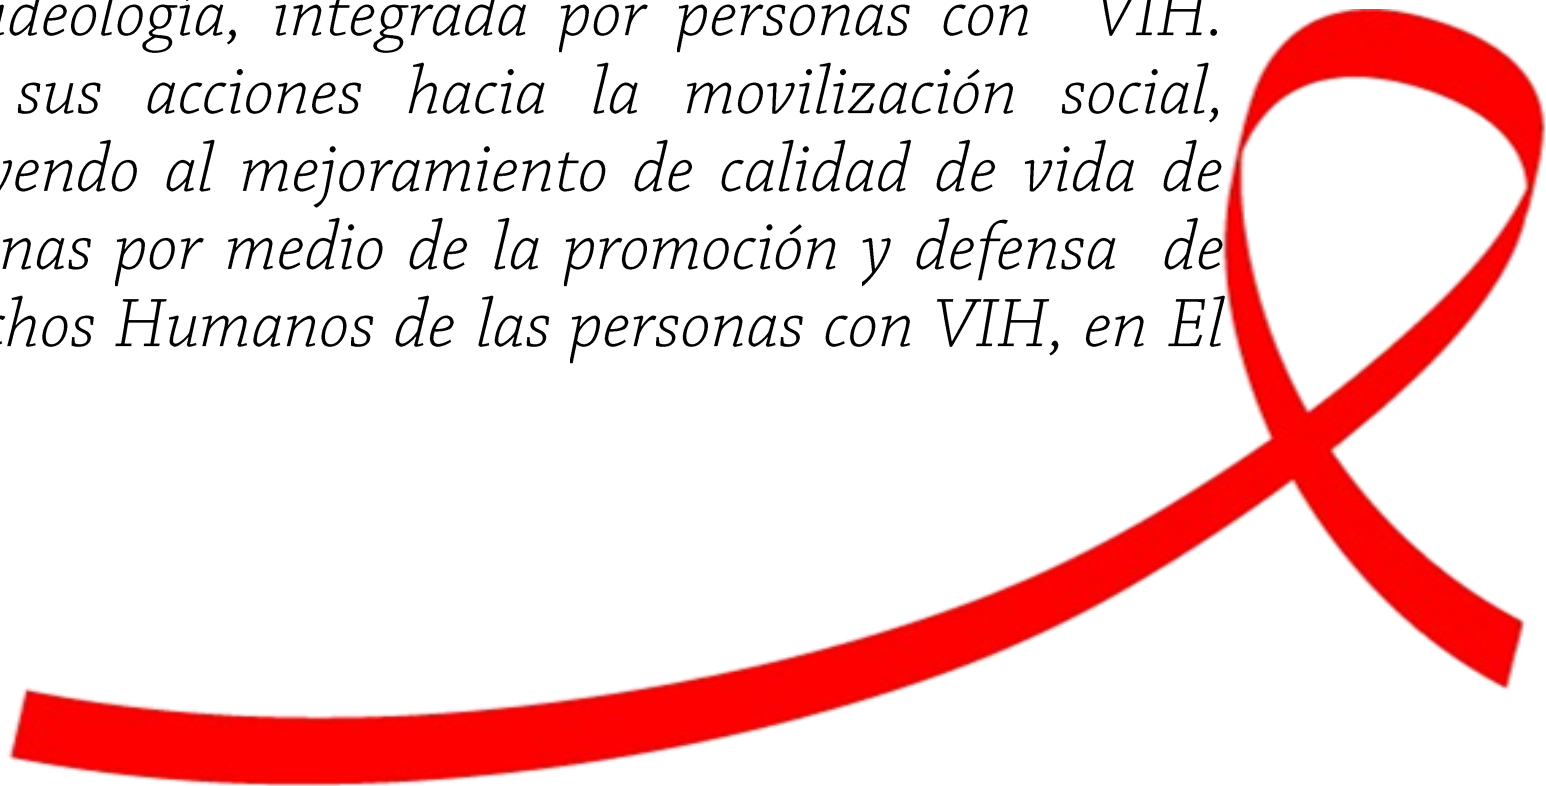 ideología, integrada por personas con VIH.
sus acciones hacia la movilización social,
yendo al mejoramiento de calidad de vida de
nas por medio de la promoción y defensa de
chos Humanos de las personas con VIH, en El